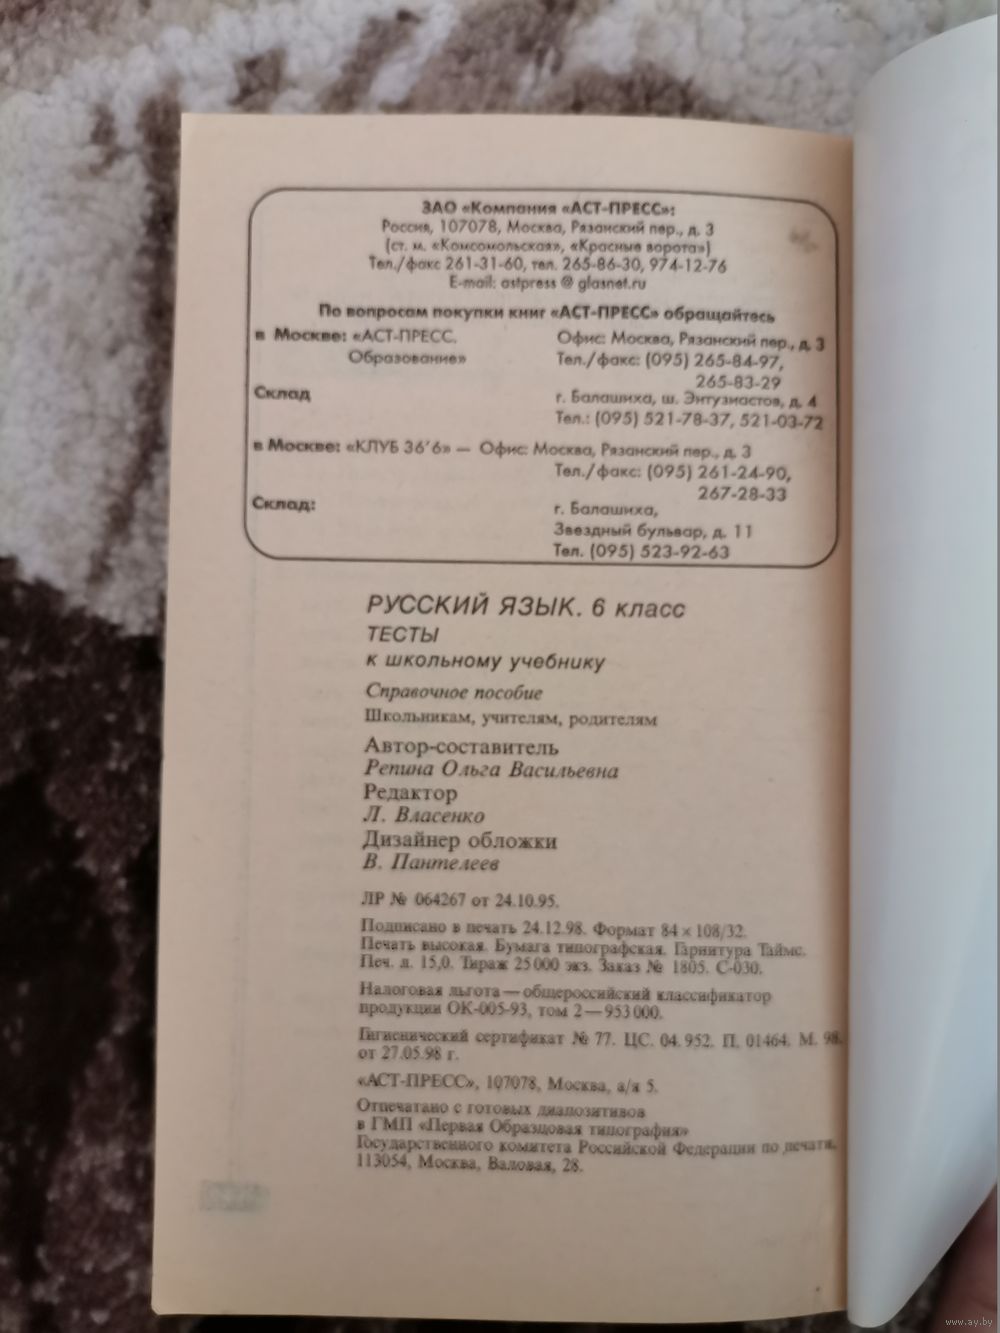 ЗАО «Компания «АСТ-ПРЕСС»:
Россия, 107078, Москва, Рязанский пер., д. 3
(ст. м. «Комсомольская», «Красные ворота»)
Тел./факс 261-31-60, тел. 265-86-30, 974-12-76
E-mail: astpress @ glasnet.ru
По вопросам покупки книг «АСТ-ПРЕСС» обращайтесь
в Москве: «АСТ-ПРЕСС. Офис: Москва, Рязанский пер., д. 3
Образование» Тел./факс: (095) 265-84-97,
265-83-29
Склад г. Балашиха, ш. Энтузиастов, д. 4
Тел.: (095) 521-78-37, 521-03-72
в Москве: «КЛУБ 36'6» — Офис: Москва, Рязанский пер., д. 3
Тел./факс: (095) 261-24-90,
267-28-33
Склад: г. Балашиха,
Звездный бульвар, д. 11
Тел. (095) 523-92-63
РУССКИЙ ЯЗЫК. 6 класс
ТЕСТЫ
к школьному учебнику
Справочное пособие
Школьникам, учителям, родителям
Автор-составитель
Репина Ольга Васильевна
Редактор
Л. Власенко
Дизайнер обложки
В. Пантелеев
ЛР № 064267 от 24.10.95.
Подписано в печать 24.12.98. Формат 84 × 108/32.
Печать высокая. Бумага типографская. Гарнитура Таймс.
Печ. л. 15,0. Тираж 25 000 экз. Заказ № 1805. С-030.
Налоговая льгота — общероссийский классификатор
продукции ОК-005-93, том 2 — 953 000.
Гигиенический сертификат № 77. ЦС. 04. 952. П. 01464. М. 98.
от 27.05.98 г.
«АСТ-ПРЕСС», 107078, Москва, а/я 5.
Отпечатано с готовых диапозитивов
в ГМП «Первая Образцовая типография»
Государственного комитета Российской Федерации по печати.
113054, Москва, Валовая, 28.
www.ay.by